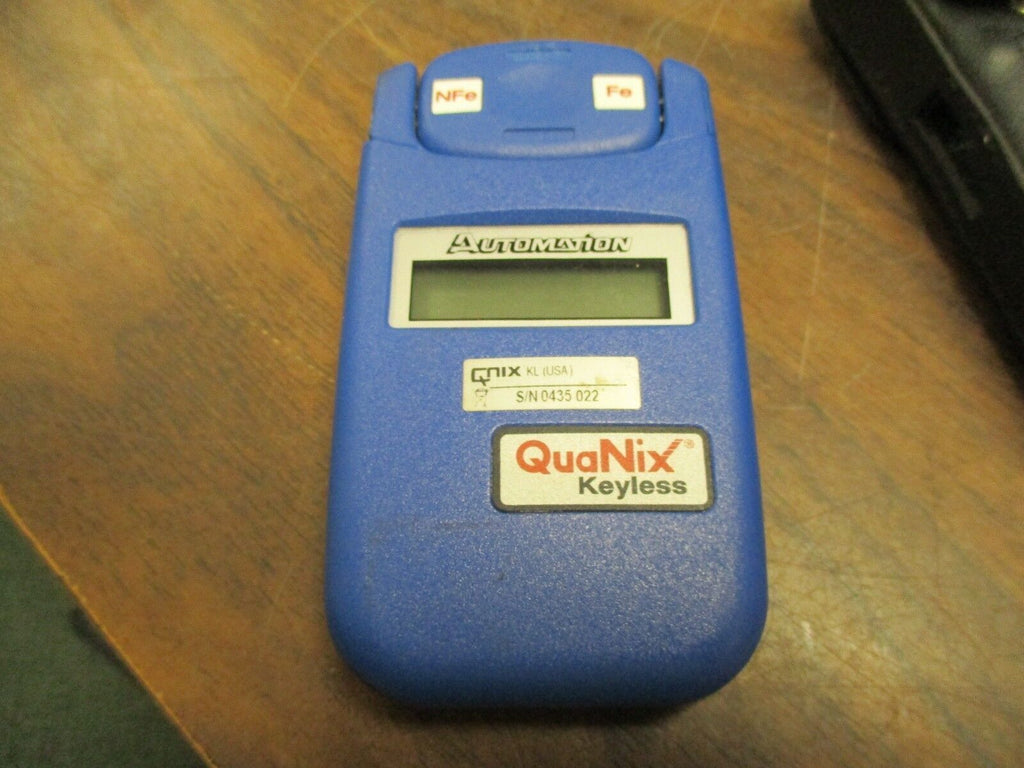 NFe
Fe
AUTOMATION
QNIX KL (USA)
S/N 0435 022
QuaNix®
Keyless